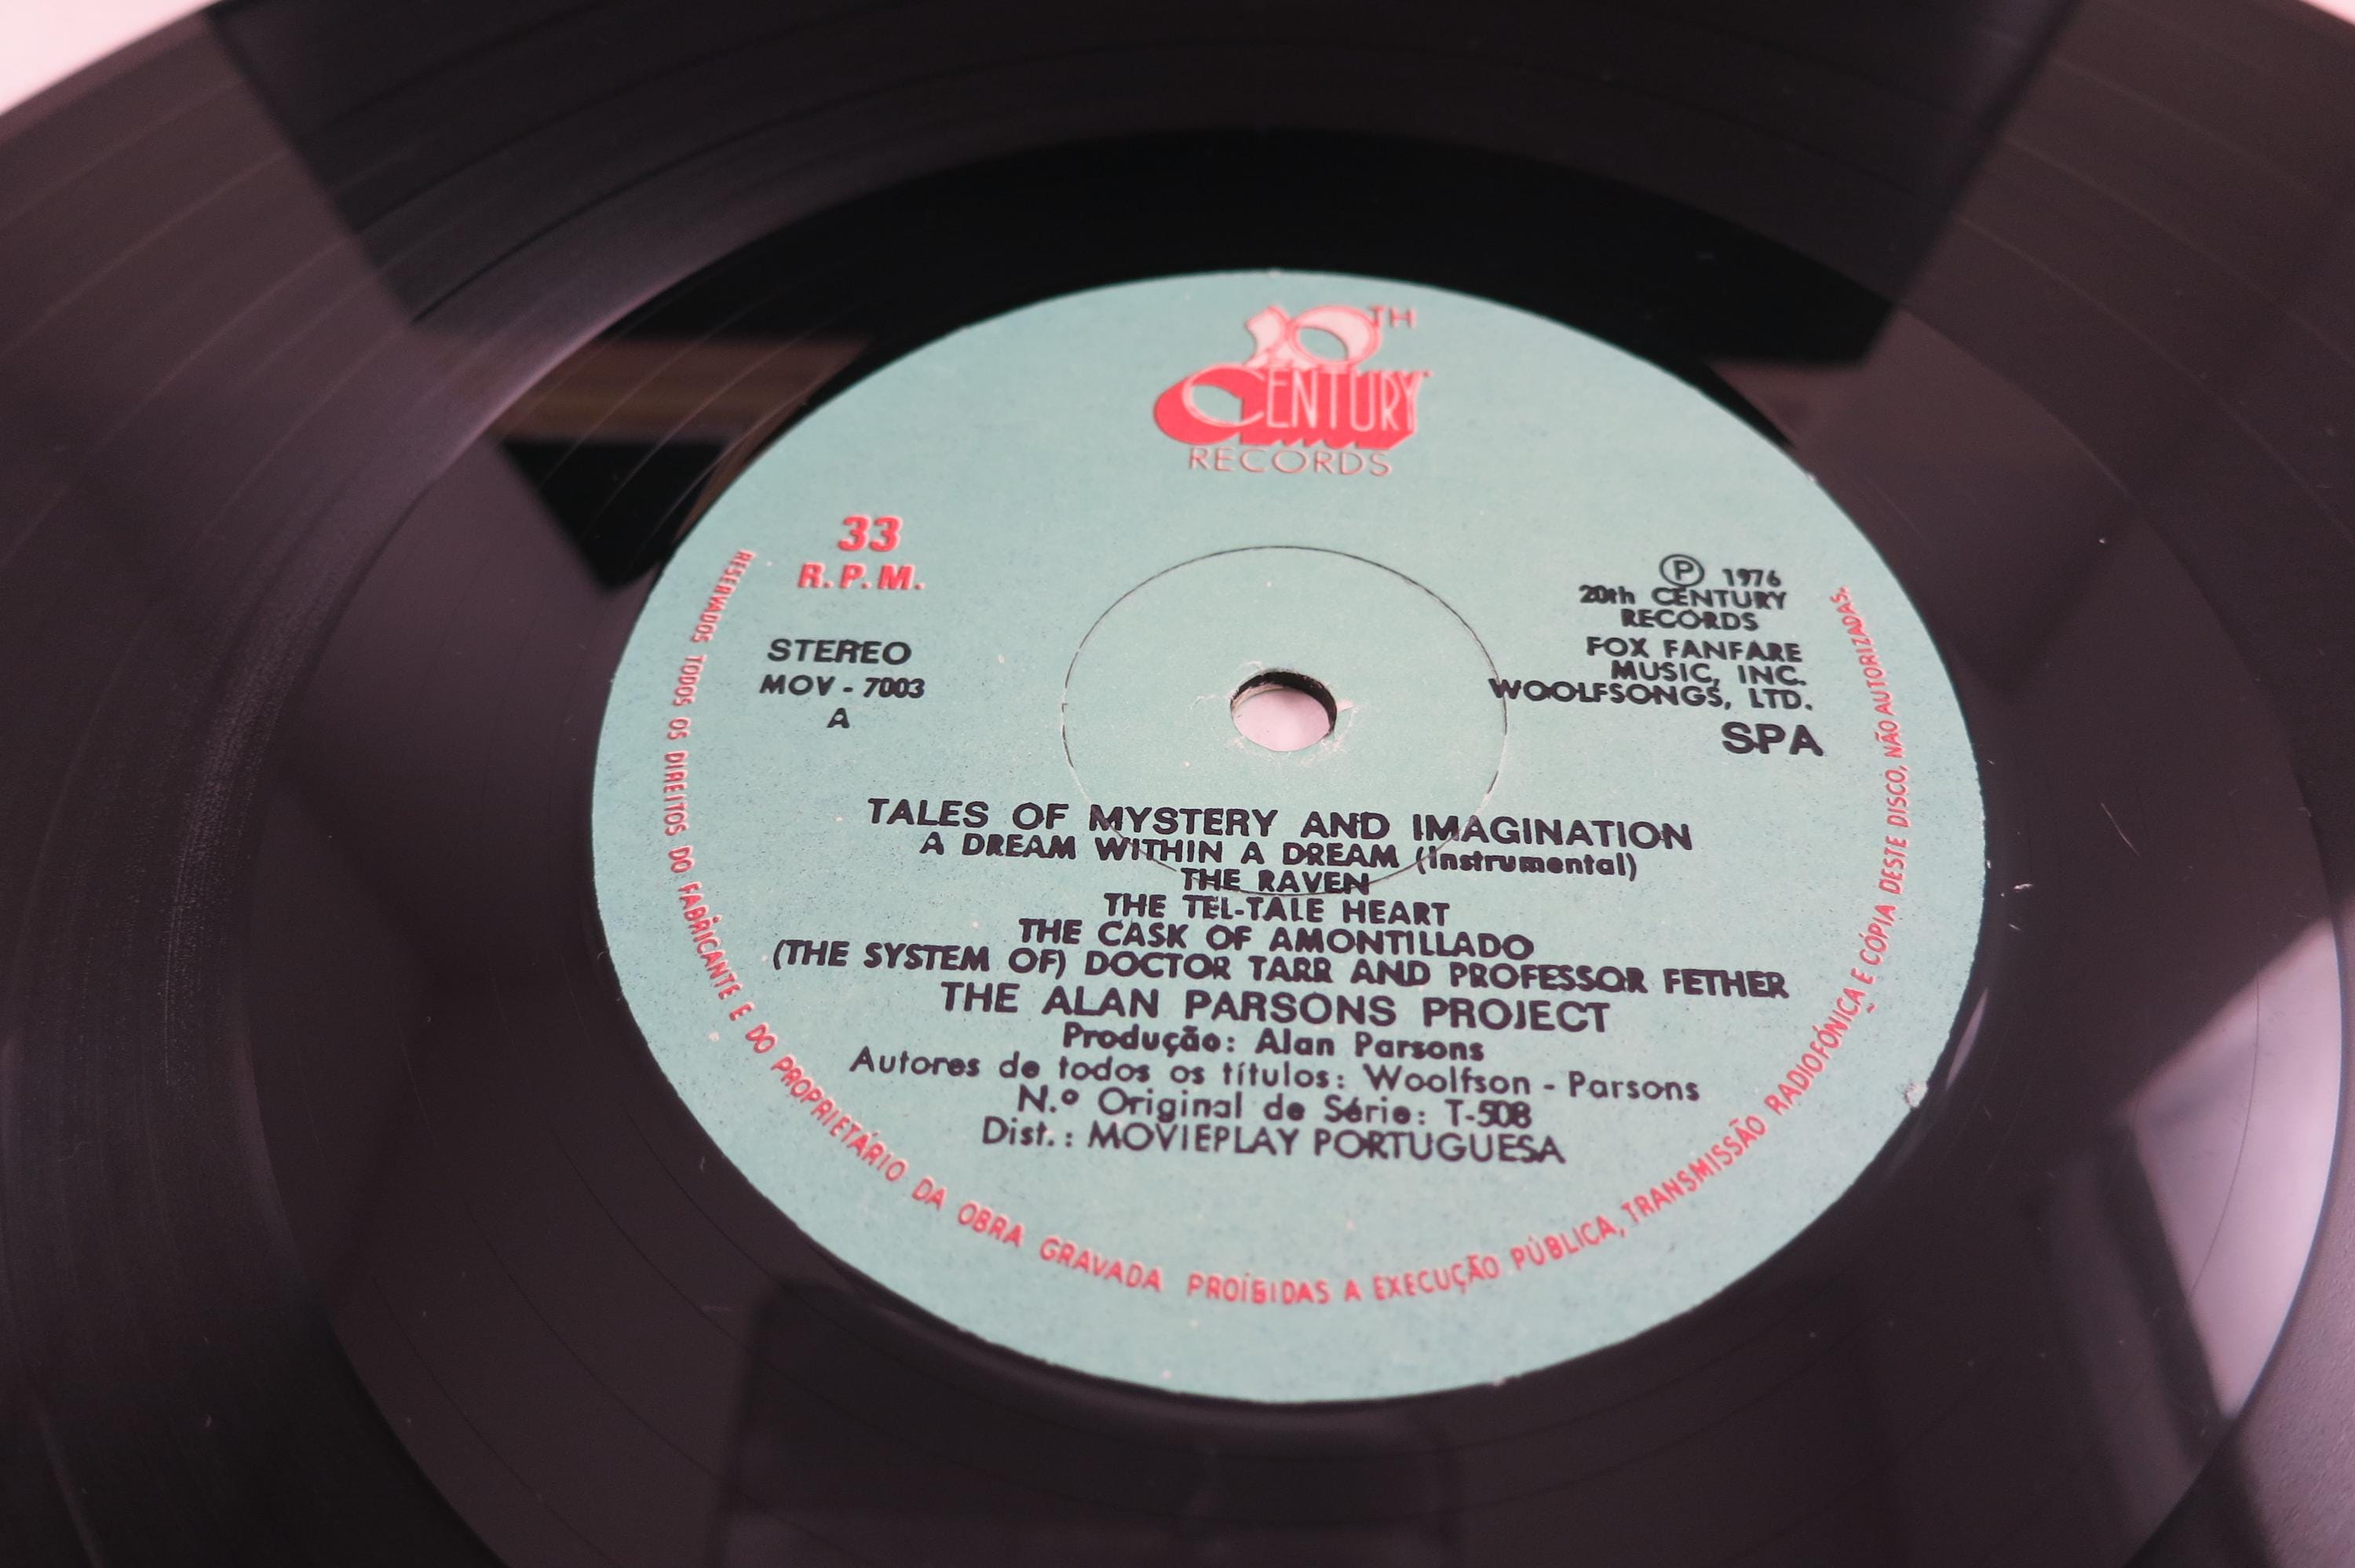 20TH
CENTURY
RECORDS
33
R.P.M.
STEREO
MOV - 7003
A
Ⓟ 1976
20th CENTURY
RECORDS
FOX FANFARE
MUSIC, INC.
WOOLFSONGS, LTD.
SPA
TALES OF MYSTERY AND IMAGINATION
A DREAM WITHIN A DREAM (Instrumental)
THE RAVEN
THE TEL-TALE HEART
THE CASK OF AMONTILLADO
(THE SYSTEM OF) DOCTOR TARR AND PROFESSOR FETHER
THE ALAN PARSONS PROJECT
Produção: Alan Parsons
Autores de todos os títulos: Woolfson - Parsons
N.º Original de Série: T-508
Dist.: MOVIEPLAY PORTUGUESA
RESERVADOS TODOS OS DIREITOS DO FABRICANTE E DO PROPRIETÁRIO DA OBRA GRAVADA PROÍBIDAS A EXECUÇÃO PÚBLICA, TRANSMISSÃO RADIOFÓNICA E CÓPIA DESTE DISCO, NÃO AUTORIZADAS.